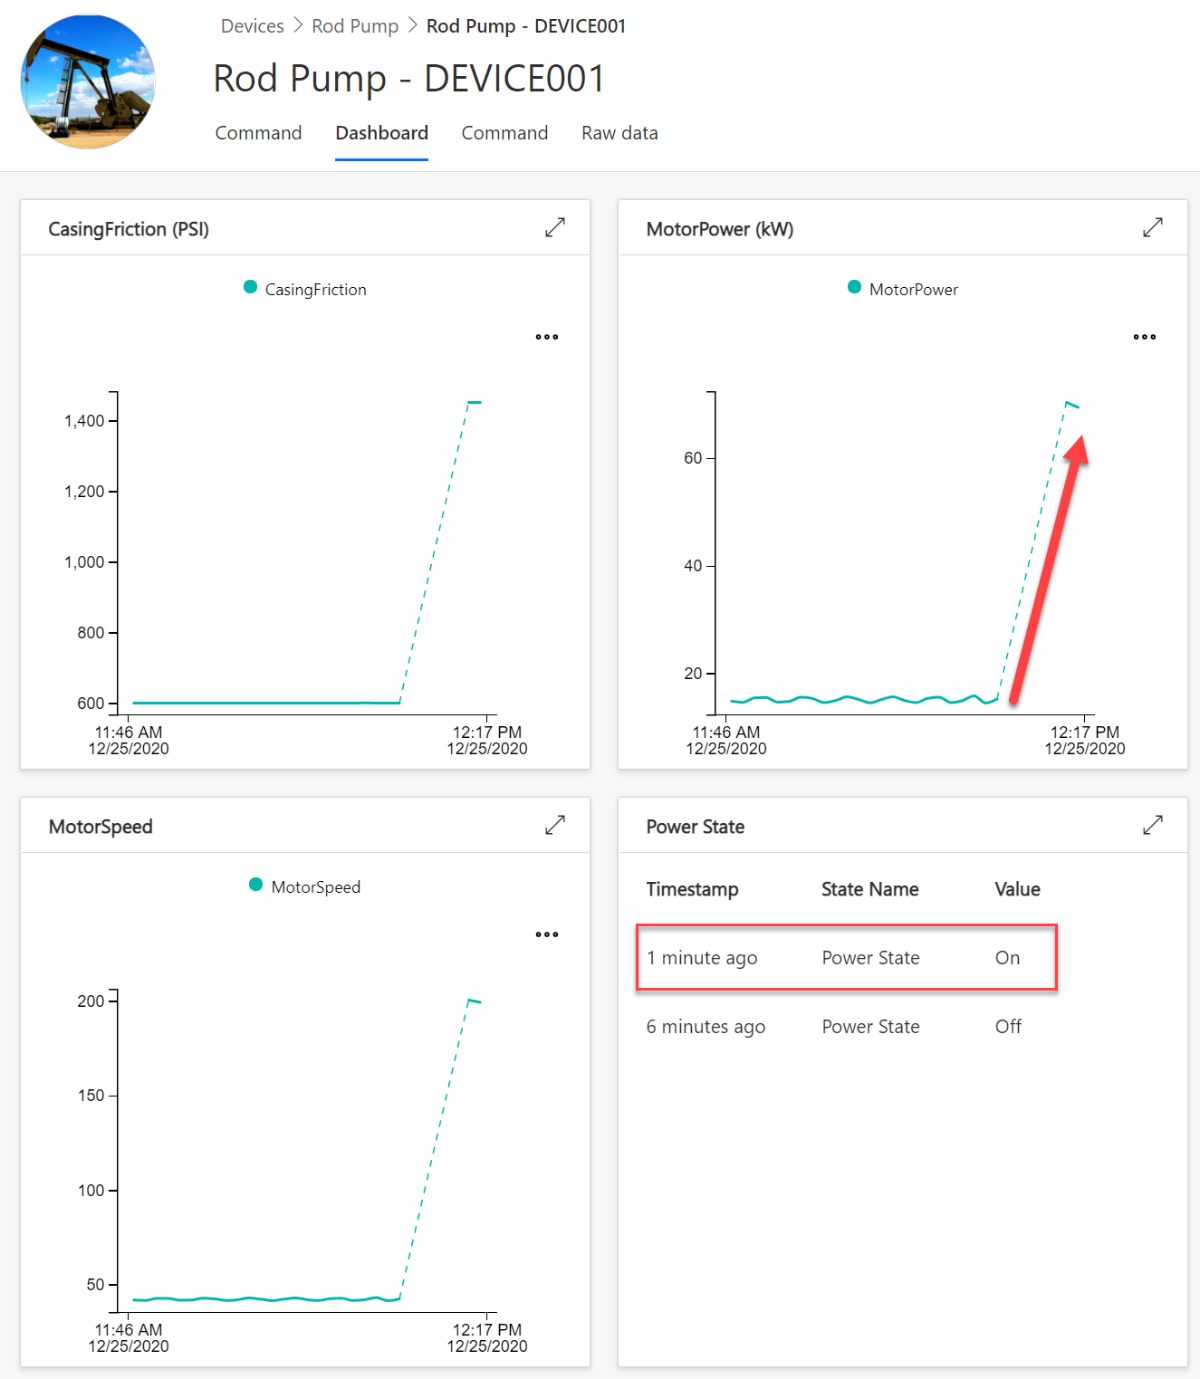 Devices > Rod Pump > Rod Pump - DEVICE001
Rod Pump - DEVICE001
Command Dashboard Command Raw data
CasingFriction (PSI)
CasingFriction
1,400
1,200
1,000
800
600
11:46 AM 12:17 PM
12/25/2020 12/25/2020
MotorPower (kW)
MotorPower
60
40
20
11:46 AM 12:17 PM
12/25/2020 12/25/2020
MotorSpeed
MotorSpeed
200
150
100
50
11:46 AM 12:17 PM
12/25/2020 12/25/2020
Power State
Timestamp State Name Value
1 minute ago Power State On
6 minutes ago Power State Off